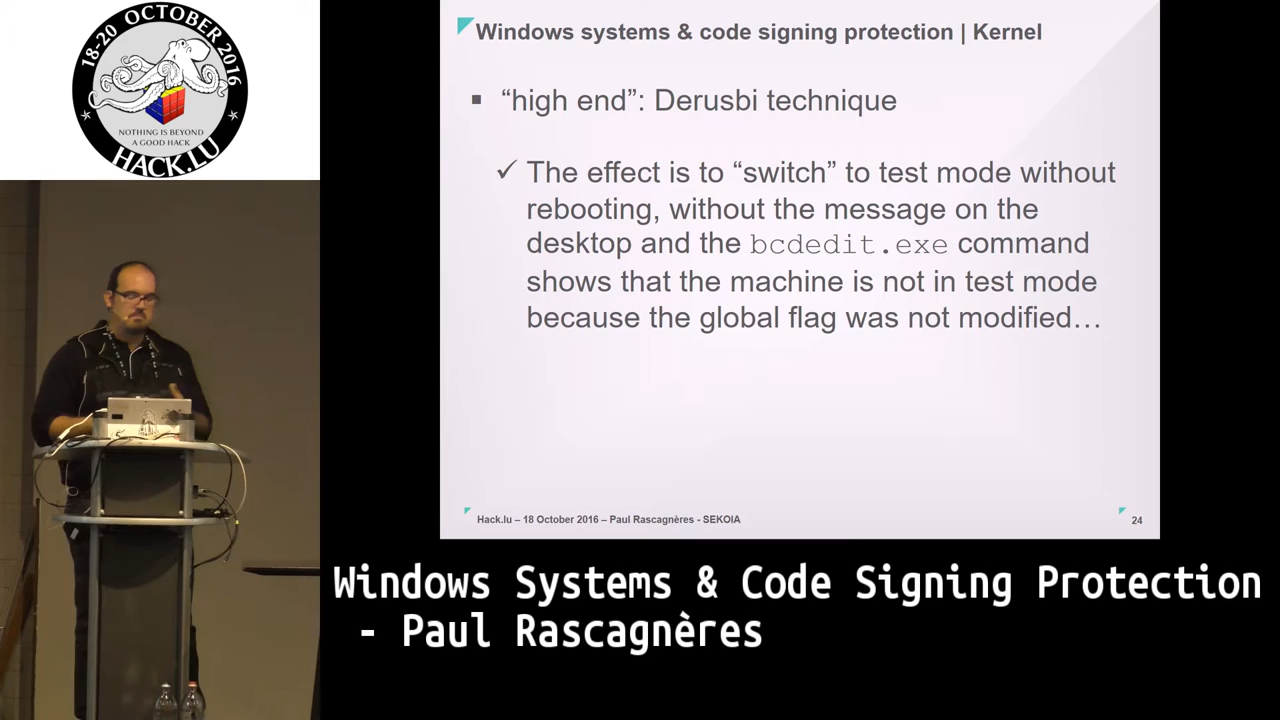 18-20 OCTOBER 2016
NOTHING IS BEYOND
A GOOD HACK
HACK.LU
Windows systems & code signing protection | Kernel
▪ “high end”: Derusbi technique
✓ The effect is to “switch” to test mode without
rebooting, without the message on the
desktop and the bcdedit.exe command
shows that the machine is not in test mode
because the global flag was not modified…
Hack.lu – 18 October 2016 – Paul Rascagnères - SEKOIA
24
Windows Systems & Code Signing Protection
- Paul Rascagnères